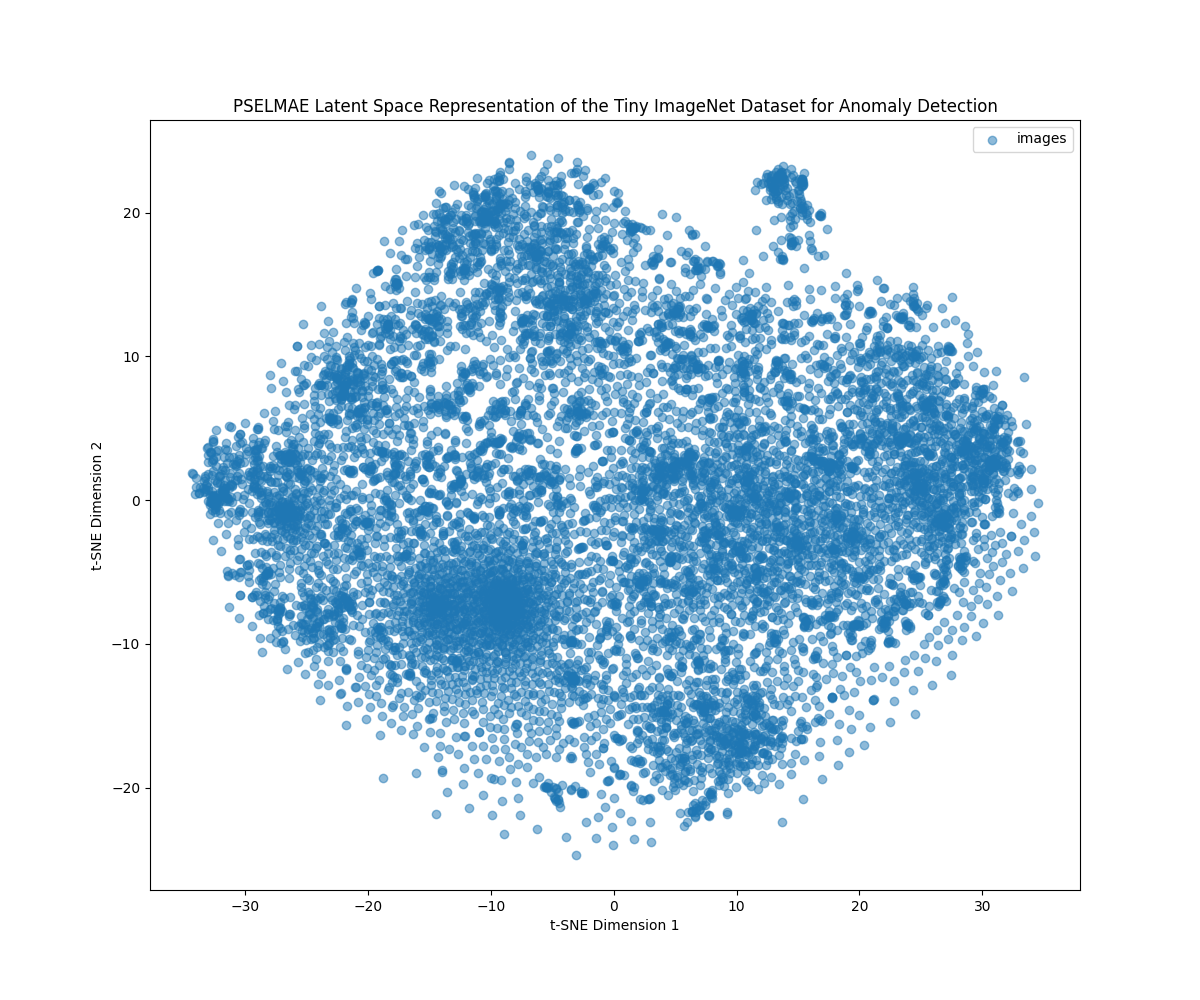 PSELMAE Latent Space Representation of the Tiny ImageNet Dataset for Anomaly Detection
images
t-SNE Dimension 2
20
10
0
−10
−20
−30 −20 −10 0 10 20 30
t-SNE Dimension 1